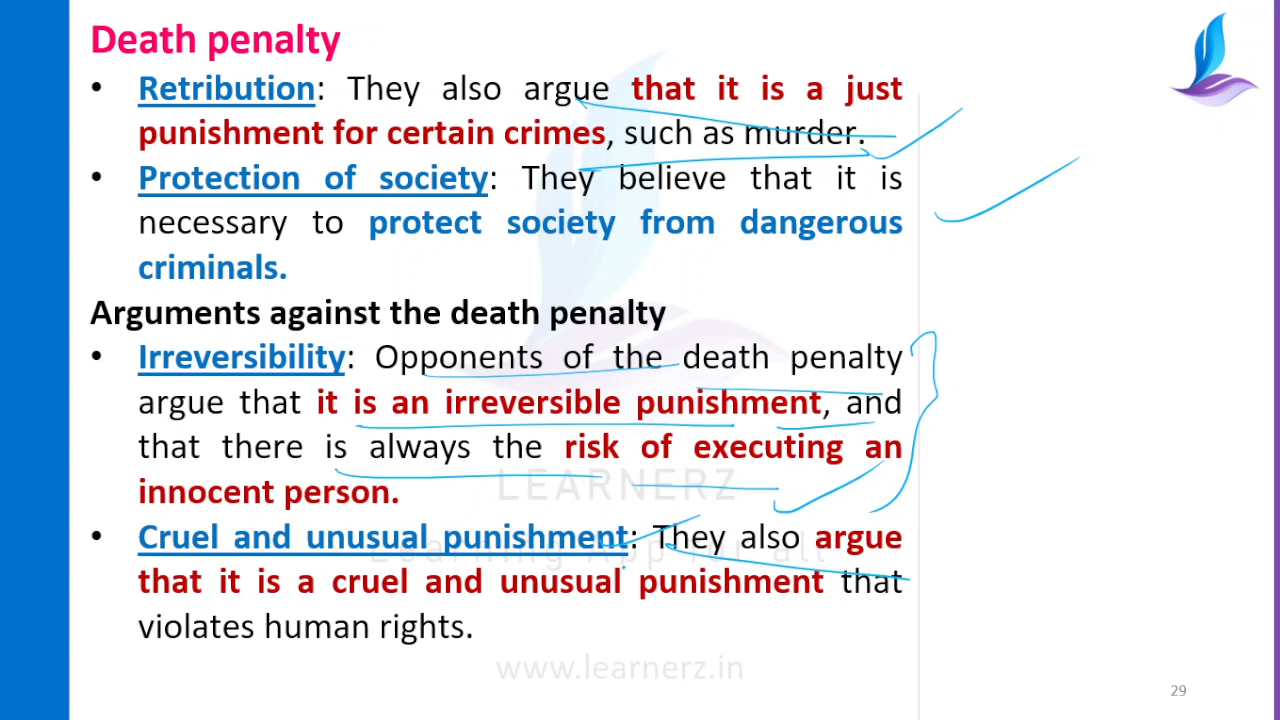 Death penalty
• Retribution: They also argue that it is a just
punishment for certain crimes, such as murder.
• Protection of society: They believe that it is
necessary to protect society from dangerous
criminals.
Arguments against the death penalty
• Irreversibility: Opponents of the death penalty
argue that it is an irreversible punishment, and
that there is always the risk of executing an
LEARNERZ
innocent person.
• Cruel and unusual punishment: They also argue
Learning App for all
that it is a cruel and unusual punishment that
violates human rights.
www.learnerz.in
29